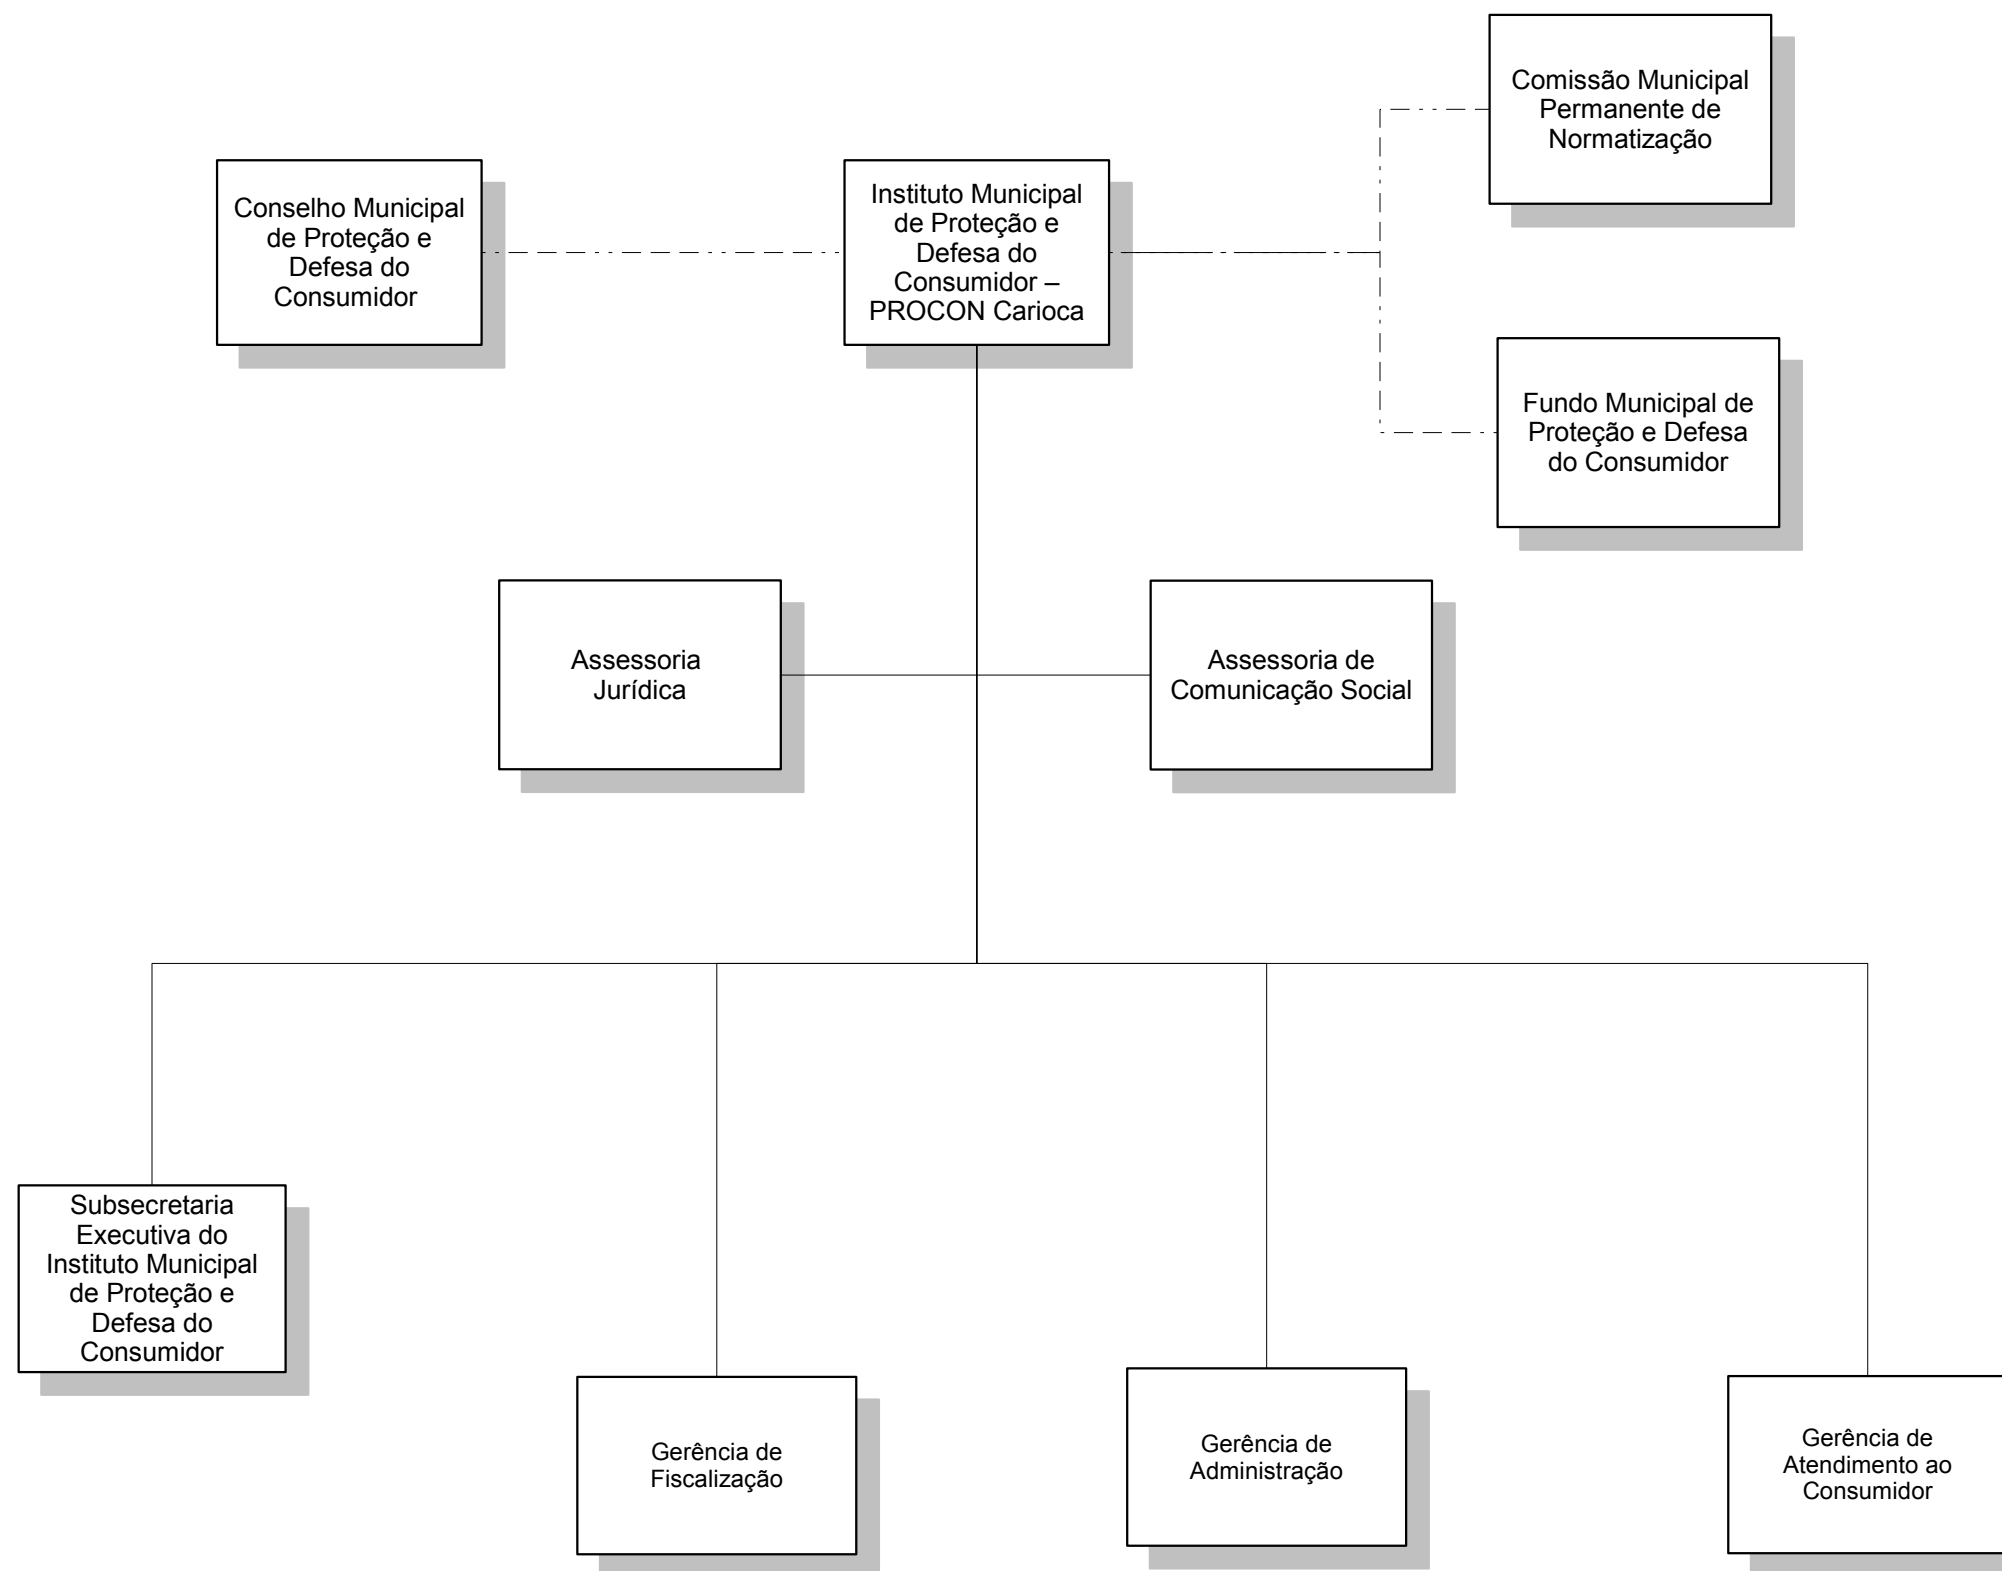 Comissão Municipal
Permanente de
Normatização
Conselho Municipal
de Proteção e
Defesa do
Consumidor
Instituto Municipal
de Proteção e
Defesa do
Consumidor –
PROCON Carioca
Fundo Municipal de
Proteção e Defesa
do Consumidor
Assessoria
Jurídica
Assessoria de
Comunicação Social
Subsecretaria
Executiva do
Instituto Municipal
de Proteção e
Defesa do
Consumidor
Gerência de
Fiscalização
Gerência de
Administração
Gerência de
Atendimento ao
Consumidor